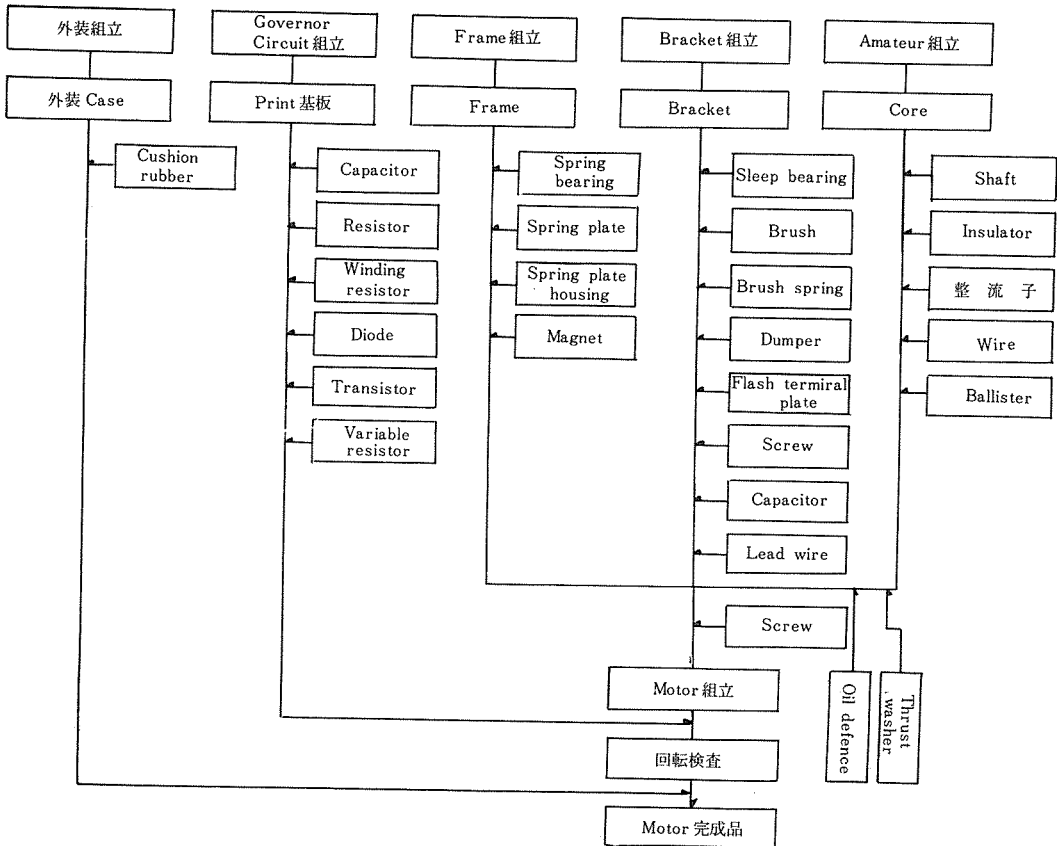 外装組立
外装 Case
Cushion
rubber
Governor
Circuit 組立
Print 基板
Capacitor
Resistor
Winding
resistor
Diode
Transistor
Variable
resistor
Frame 組立
Frame
Spring
bearing
Spring plate
Spring plate
housing
Magnet
Bracket 組立
Bracket
Sleep bearing
Brush
Brush spring
Dumper
Flash termiral
plate
Screw
Capacitor
Lead wire
Screw
Amateur 組立
Core
Shaft
Insulator
整 流 子
Wire
Ballister
Oil defence
Thrust
washer
Motor 組立
回転検査
Motor 完成品